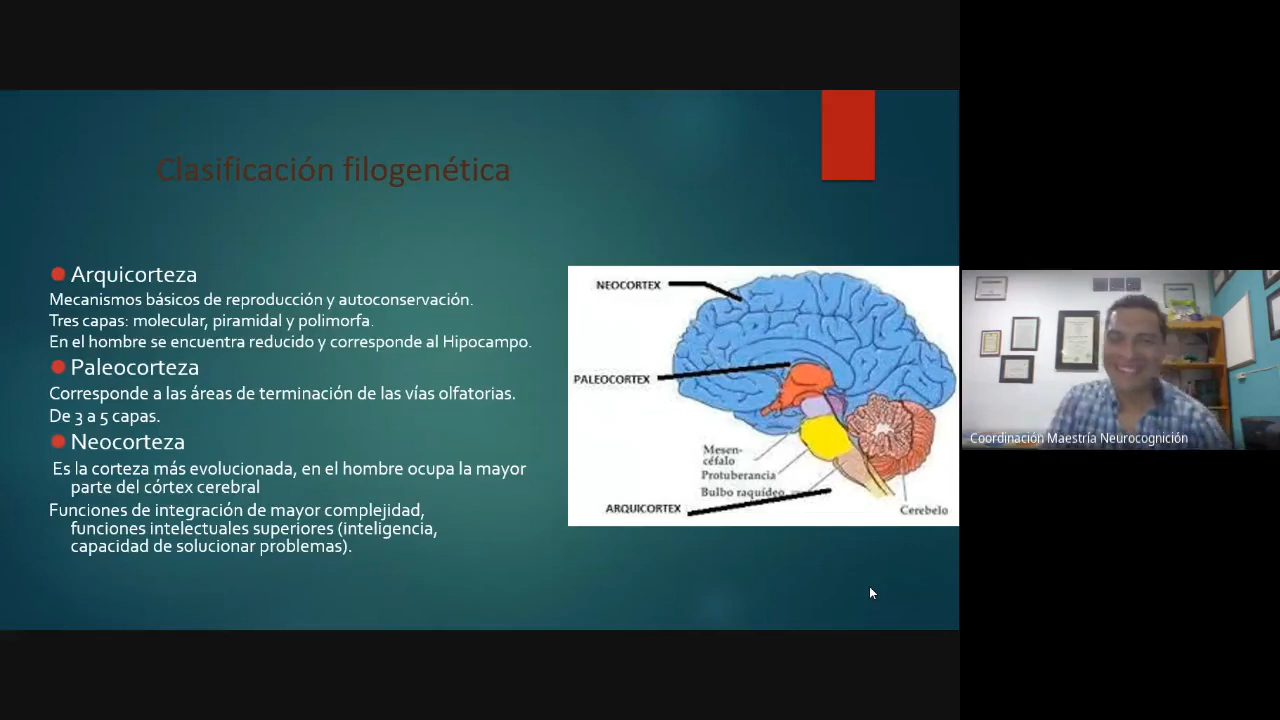 Clasificación filogenética
Arquicorteza
Mecanismos básicos de reproducción y autoconservación.
Tres capas: molecular, piramidal y polimorfa.
En el hombre se encuentra reducido y corresponde al Hipocampo.
Paleocorteza
Corresponde a las áreas de terminación de las vías olfatorias.
De 3 a 5 capas.
Neocorteza
Es la corteza más evolucionada, en el hombre ocupa la mayor
parte del córtex cerebral
Funciones de integración de mayor complejidad,
funciones intelectuales superiores (inteligencia,
capacidad de solucionar problemas).
NEOCORTEX
PALEOCORTEX
Mesen-
céfalo
Protuberancia
Bulbo raquídeo
ARQUICORTEX
Cerebelo
Coordinación Maestría Neurocognición